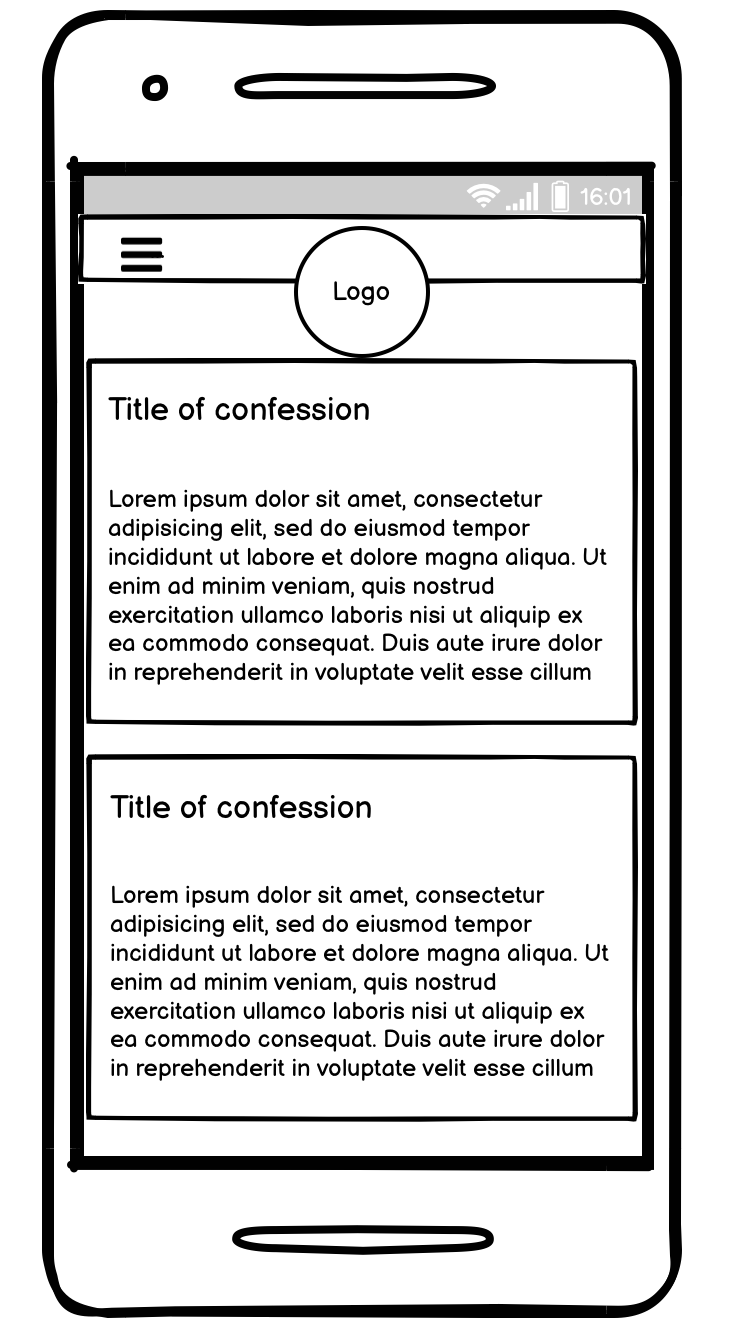 16:01
Logo
Title of confession
Lorem ipsum dolor sit amet, consectetur
adipisicing elit, sed do eiusmod tempor
incididunt ut labore et dolore magna aliqua. Ut
enim ad minim veniam, quis nostrud
exercitation ullamco laboris nisi ut aliquip ex
ea commodo consequat. Duis aute irure dolor
in reprehenderit in voluptate velit esse cillum
Title of confession
Lorem ipsum dolor sit amet, consectetur
adipisicing elit, sed do eiusmod tempor
incididunt ut labore et dolore magna aliqua. Ut
enim ad minim veniam, quis nostrud
exercitation ullamco laboris nisi ut aliquip ex
ea commodo consequat. Duis aute irure dolor
in reprehenderit in voluptate velit esse cillum